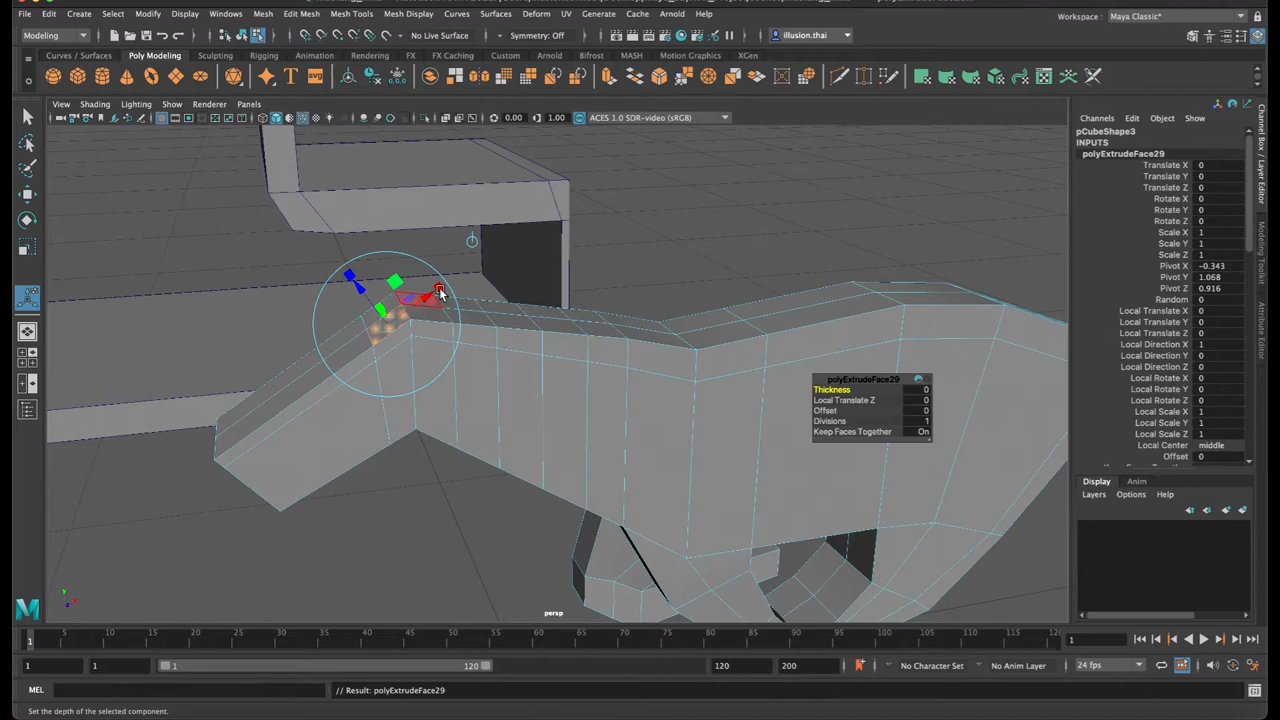 File Edit Create Select Modify Display Windows Mesh Edit Mesh Mesh Tools Mesh Display Curves Surfaces Deform UV Generate Cache Arnold Help
Workspace : Maya Classic*
Modeling No Live Surface Symmetry: Off illusion.thai
Curves / Surfaces Poly Modeling Sculpting Rigging Animation Rendering FX FX Caching Custom Arnold Bifrost MASH Motion Graphics XGen
View Shading Lighting Show Renderer Panels
0.00 1.00 ACES 1.0 SDR-video (sRGB)
Channels Edit Object Show
pCubeShape3
INPUTS
polyExtrudeFace29
Translate X 0
Translate Y 0
Translate Z 0
Rotate X 0
Rotate Y 0
Rotate Z 0
Scale X 1
Scale Y 1
Scale Z 1
Pivot X -0.343
Pivot Y 1.068
Pivot Z 0.916
Random 0
Local Translate X 0
Local Translate Y 0
Local Translate Z 0
Local Direction X 1
Local Direction Y 0
Local Direction Z 0
Local Rotate X 0
Local Rotate Y 0
Local Rotate Z 0
Local Scale X 1
Local Scale Y 1
Local Scale Z 1
Local Center middle
Offset 0
polyExtrudeFace29
Thickness 0
Local Translate Z 0
Offset 0
Divisions 1
Keep Faces Together On
Channel Box / Layer Editor
Modeling Toolkit
Attribute Editor
Display Anim
Layers Options Help
y
z x
persp
1 5 10 15 20 25 30 35 40 45 50 55 60 65 70 75 80 85 90 95 100 105 110 115 12 1
1 1 1 120 120 200 No Character Set No Anim Layer 24 fps
MEL // Result: polyExtrudeFace29
Set the depth of the selected component.